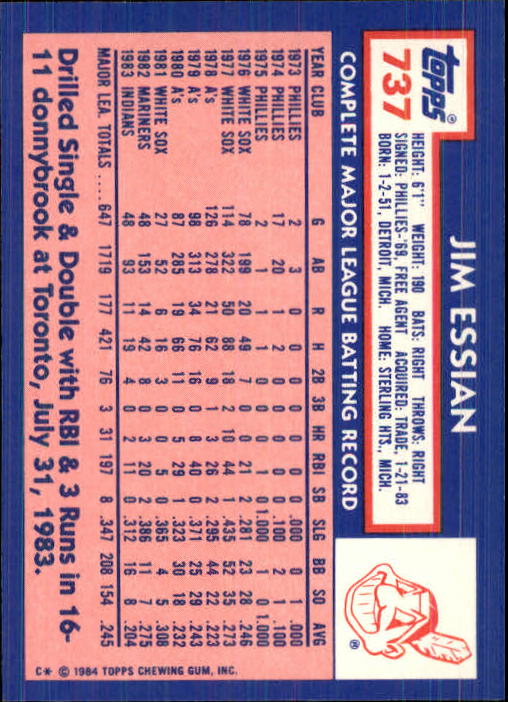 topps®
737
JIM ESSIAN
HEIGHT: 6'1" WEIGHT: 190 BATS: RIGHT THROWS: RIGHT
SIGNED: PHILLIES-'69, FREE AGENT ACQUIRED: TRADE, 1-21-83
BORN: 1-2-51, DETROIT, MICH. HOME: STERLING HTS., MICH.
®
COMPLETE MAJOR LEAGUE BATTING RECORD
YEAR CLUB G AB R H 2B 3B HR RBI SB SLG BB SO AVG
1973 PHILLIES 2 3 0 0 0 0 0 0 0 .000 0 1 .000
1974 PHILLIES 17 20 1 2 0 0 0 0 0 .100 2 1 .100
1975 PHILLIES 2 1 1 1 0 0 0 1 0 1.000 1 0 1.000
1976 WHITE SOX 78 199 20 49 7 0 0 21 2 .281 23 28 .246
1977 WHITE SOX 114 322 50 88 18 2 10 44 1 .435 52 35 .273
1978 A's 126 278 21 62 9 1 3 26 2 .295 44 22 .223
1979 A's 98 313 34 76 16 0 8 40 0 .371 25 29 .243
1980 A's 87 285 19 66 11 0 5 29 1 .323 30 18 .232
1981 WHITE SOX 27 52 6 16 3 0 0 5 0 .365 4 5 .308
1982 MARINERS 48 153 14 42 8 0 3 20 2 .386 11 7 .275
1983 INDIANS 48 93 11 19 4 0 2 11 0 .312 16 8 .204
MAJOR LEA. TOTALS .... 647 1719 177 421 76 3 31 197 8 .347 208 154 .245
Drilled Single & Double with RBI & 3 Runs in 16-
11 donnybrook at Toronto, July 31, 1983.
C* © 1984 TOPPS CHEWING GUM, INC.